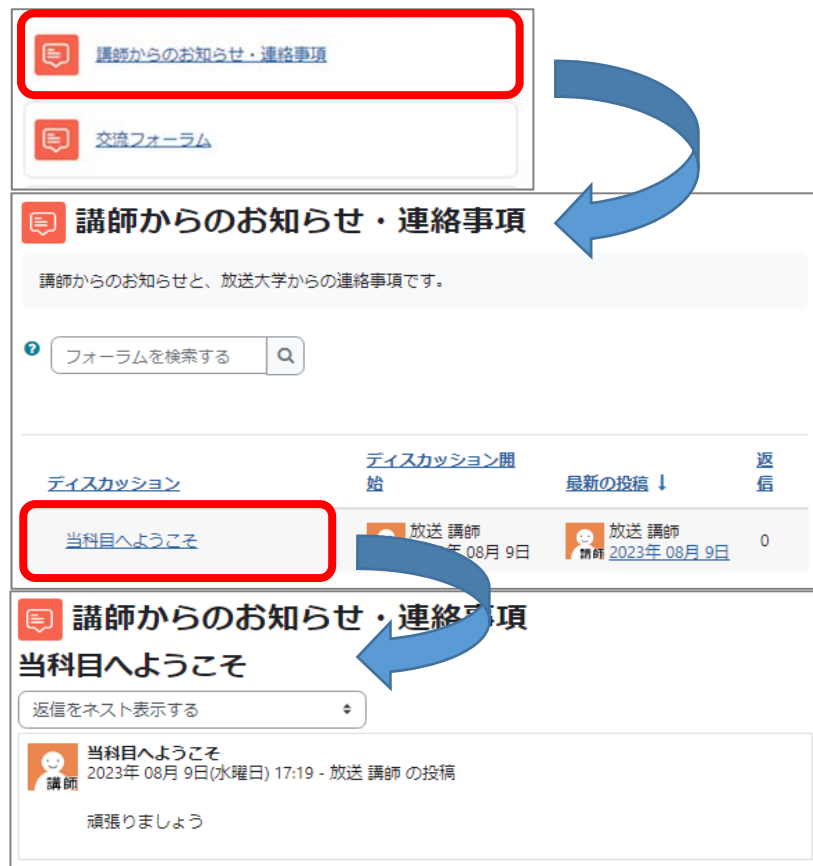 講師からのお知らせ・連絡事項
交流フォーラム
講師からのお知らせ・連絡事項
講師からのお知らせと、放送大学からの連絡事項です。
フォーラムを検索する
ディスカッション ディスカッション開始 最新の投稿 ↓ 返信
当科目へようこそ 放送 講師 08月 9日 講師 放送 講師 2023年 08月 9日 0
講師からのお知らせ・連絡事項
当科目へようこそ
返信をネスト表示する
当科目へようこそ
講師 2023年 08月 9日(水曜日) 17:19 - 放送 講師 の投稿
頑張りましょう